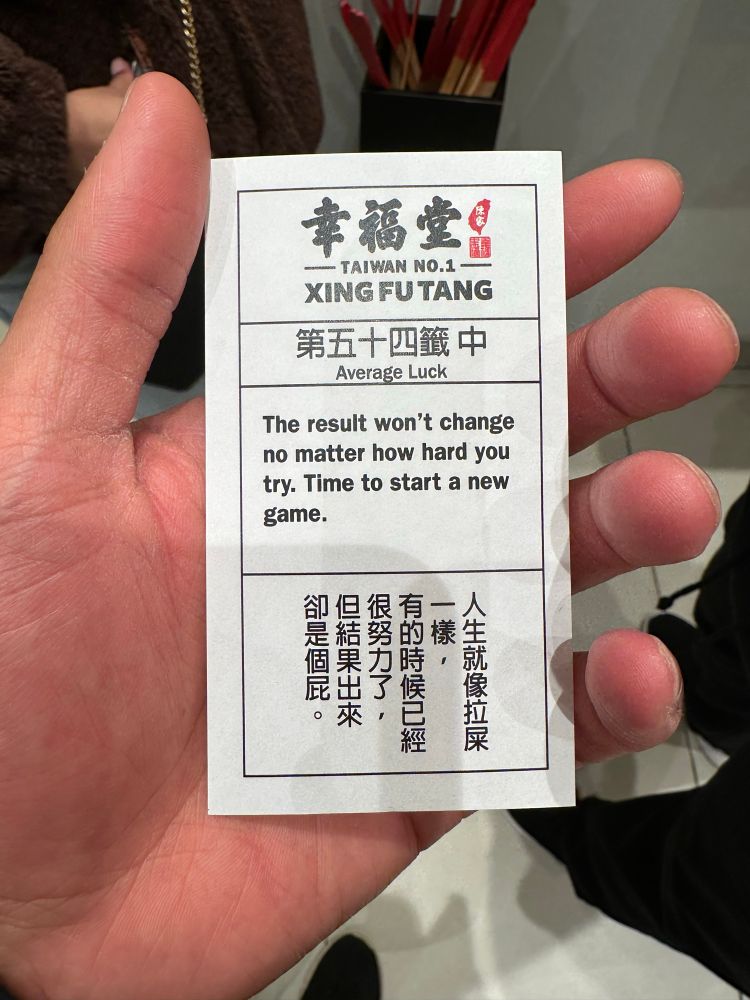 幸福堂
TAIWAN NO.1
XING FU TANG
第五十四籤 中
Average Luck
The result won't change
no matter how hard you
try. Time to start a new
game.
人生就像拉屎
一樣，
有的時候已經
很努力了，
但結果出來
卻是個屁。